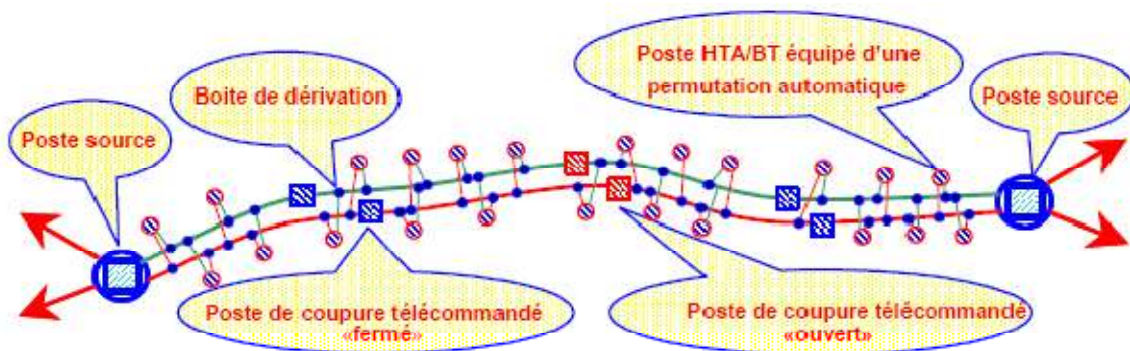 Poste source
Boite de dérivation
Poste HTA/BT équipé d'une
permutation automatique
Poste source
Poste de coupure télécommandé
«fermé»
Poste de coupure télécommandé
«ouvert»